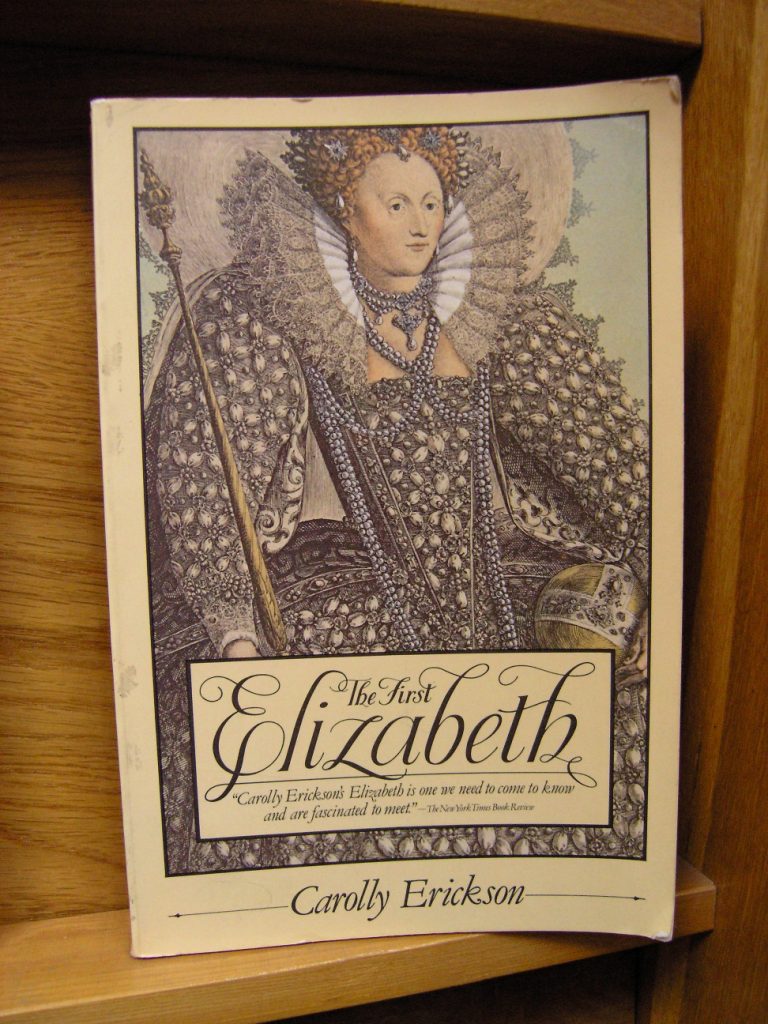 The First
Elizabeth
"Carolly Erickson's Elizabeth is one we need to come to know
and are fascinated to meet."—The New York Times Book Review
Carolly Erickson